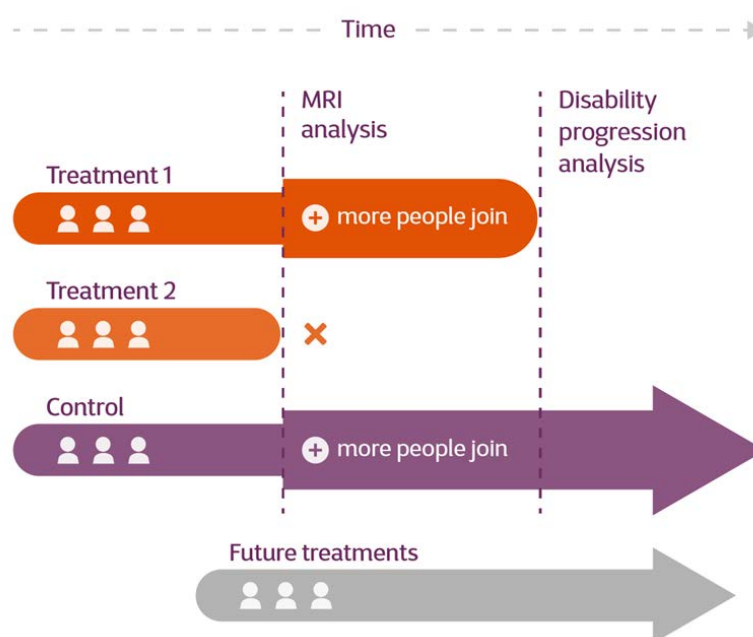 Time
MRI
analysis
Disability
progression
analysis
Treatment 1
+ more people join
Treatment 2
Control
+ more people join
Future treatments